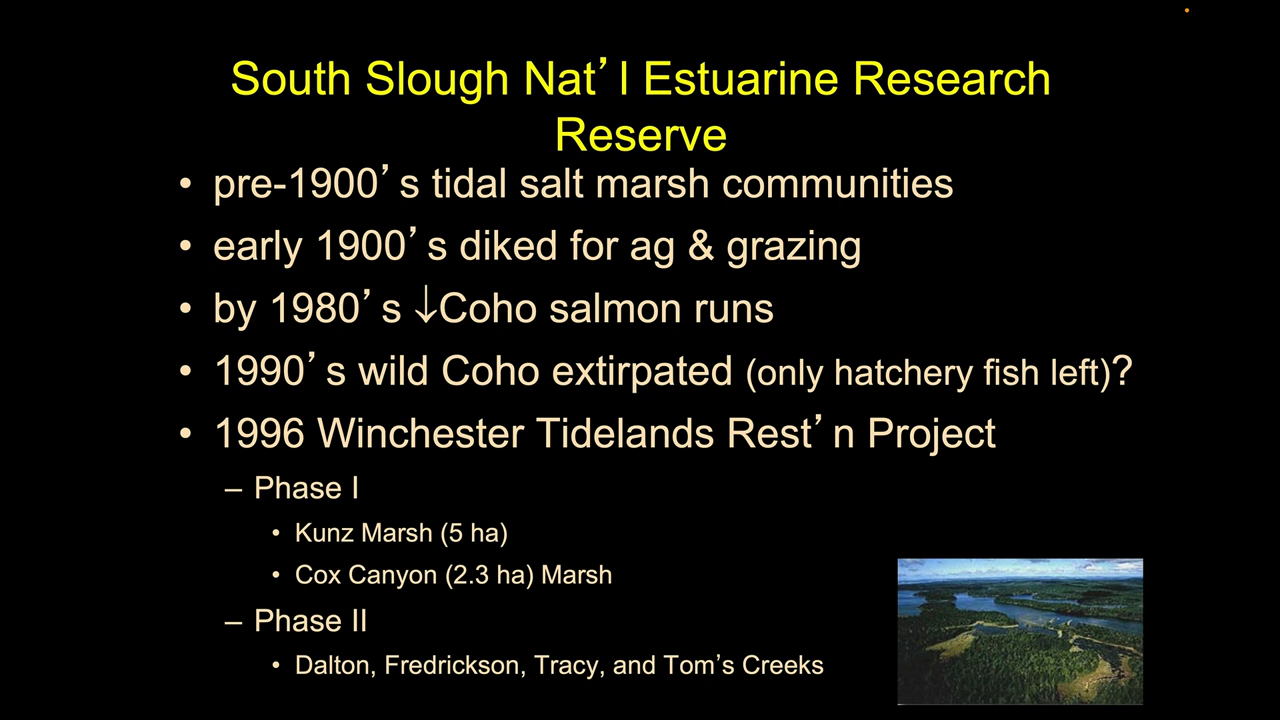 South Slough Nat’l Estuarine Research
Reserve
• pre-1900’s tidal salt marsh communities
• early 1900’s diked for ag & grazing
• by 1980’s ↓Coho salmon runs
• 1990’s wild Coho extirpated (only hatchery fish left)?
• 1996 Winchester Tidelands Rest’n Project
– Phase I
• Kunz Marsh (5 ha)
• Cox Canyon (2.3 ha) Marsh
– Phase II
• Dalton, Fredrickson, Tracy, and Tom’s Creeks